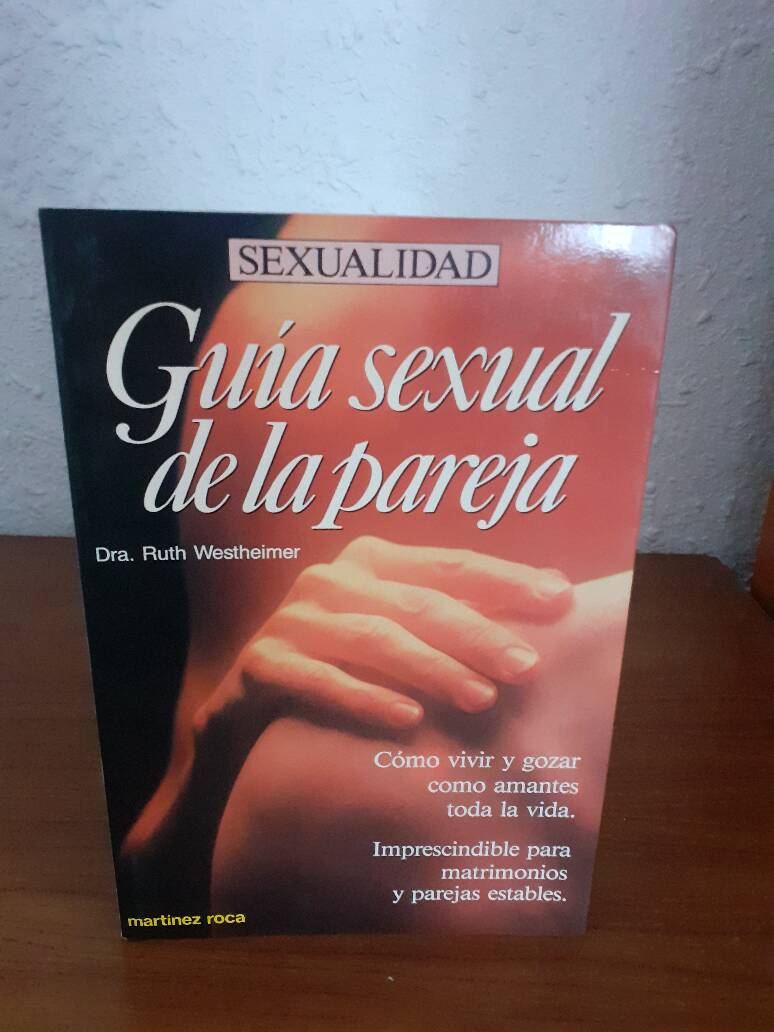 SEXUALIDAD
Guía sexual
de la pareja
Dra. Ruth Westheimer
Cómo vivir y gozar
como amantes
toda la vida.
Imprescindible para
matrimonios
y parejas estables.
martínez roca